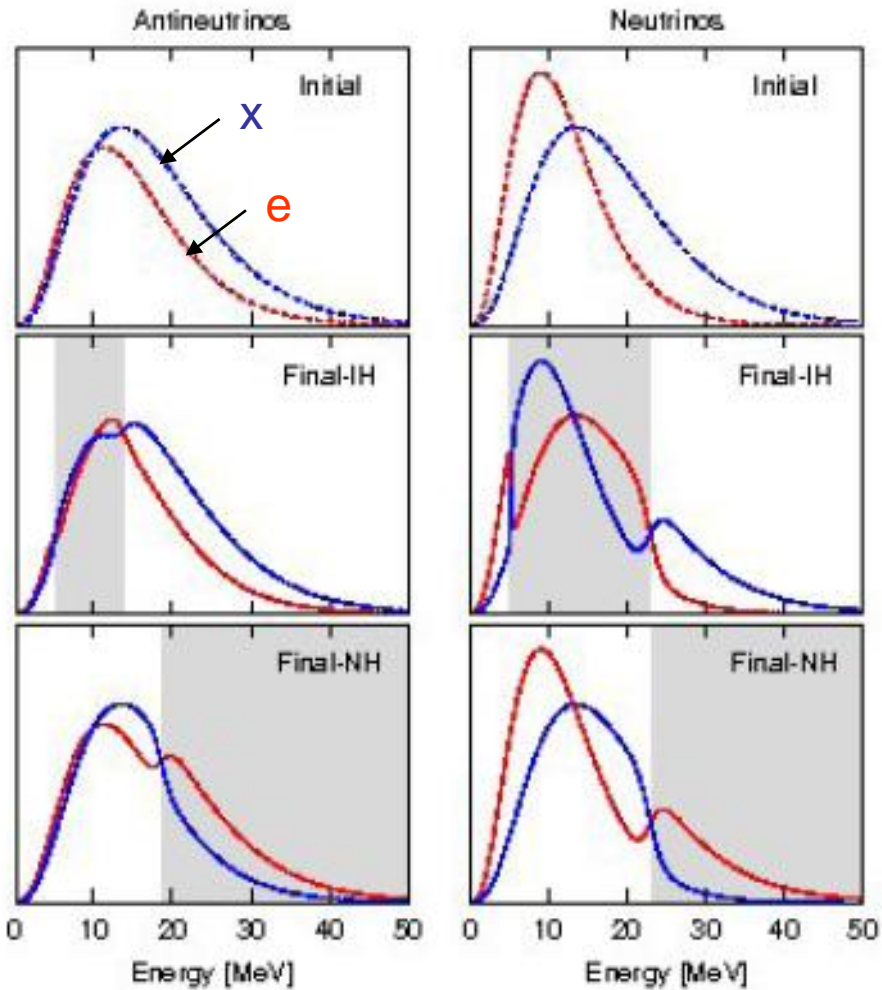 Antineutrinos
Neutrinos
Initial
x
e
Initial
Final-IH
Final-IH
Final-NH
Final-NH
0 10 20 30 40 50
0 10 20 30 40 50
Energy [MeV]
Energy [MeV]